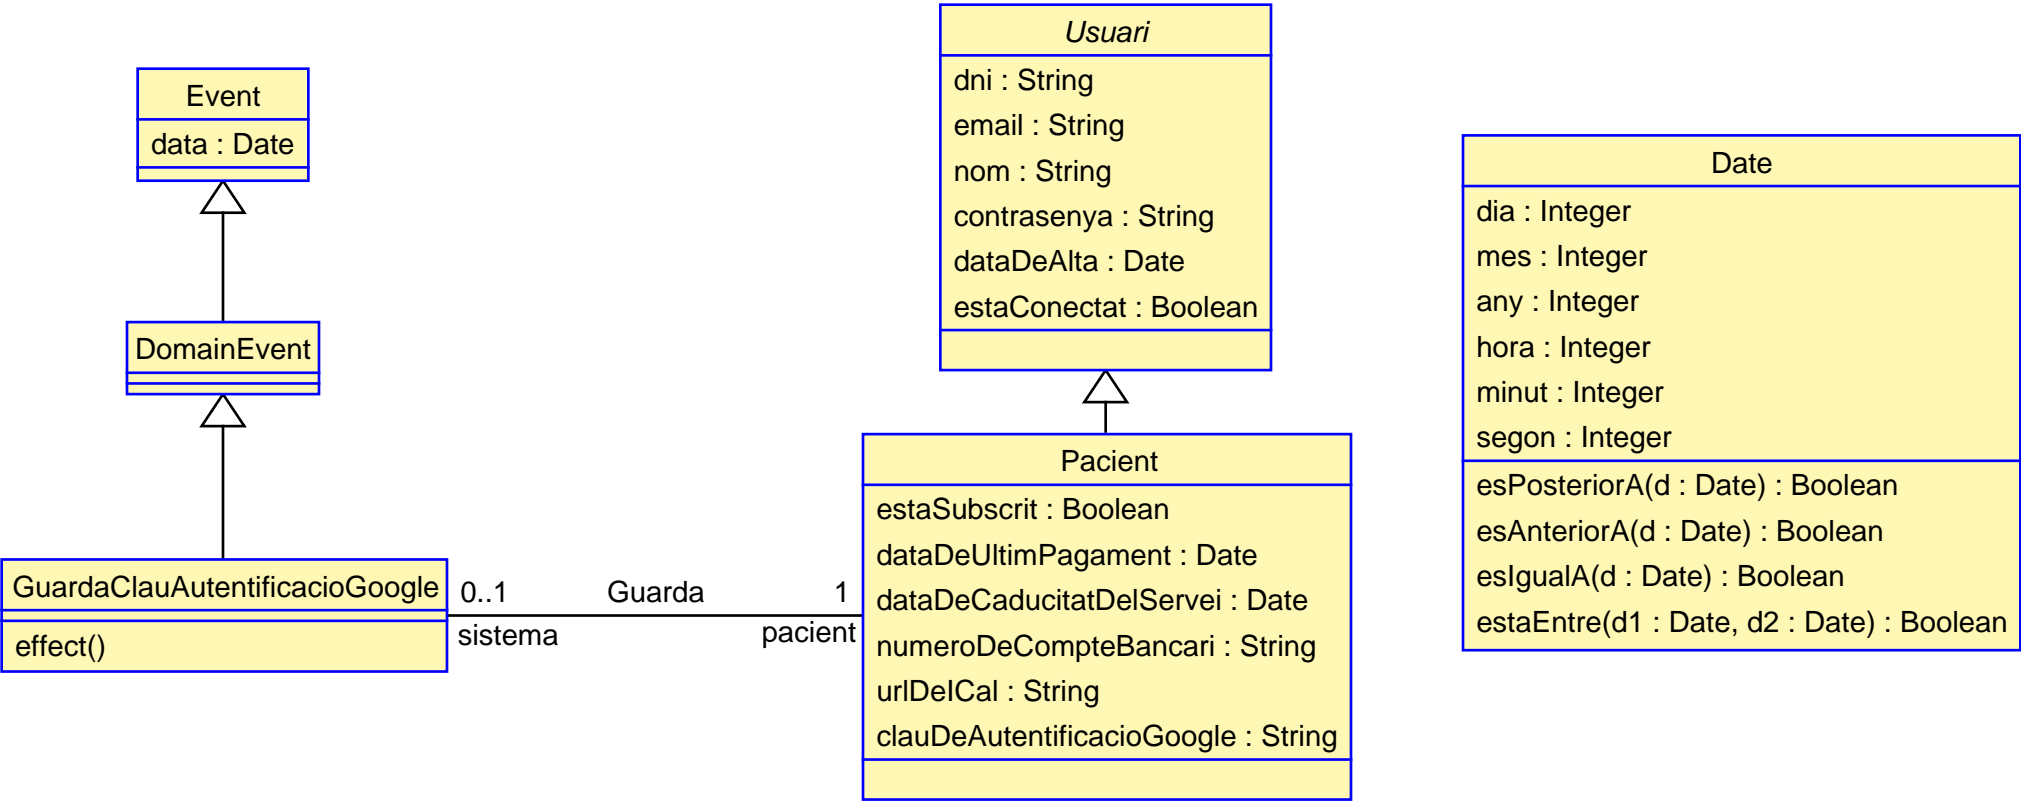 Event
data : Date
DomainEvent
GuardaClauAutentificacioGoogle
effect()
0..1
Guarda
1
sistema
pacient
Usuari
dni : String
email : String
nom : String
contrasenya : String
dataDeAlta : Date
estaConectat : Boolean
Pacient
estaSubscrit : Boolean
dataDeUltimPagament : Date
dataDeCaducitatDelServei : Date
numeroDeCompteBancari : String
urlDelCal : String
clauDeAutentificacioGoogle : String
Date
dia : Integer
mes : Integer
any : Integer
hora : Integer
minut : Integer
segon : Integer
esPosteriorA(d : Date) : Boolean
esAnteriorA(d : Date) : Boolean
esIgualA(d : Date) : Boolean
estaEntre(d1 : Date, d2 : Date) : Boolean